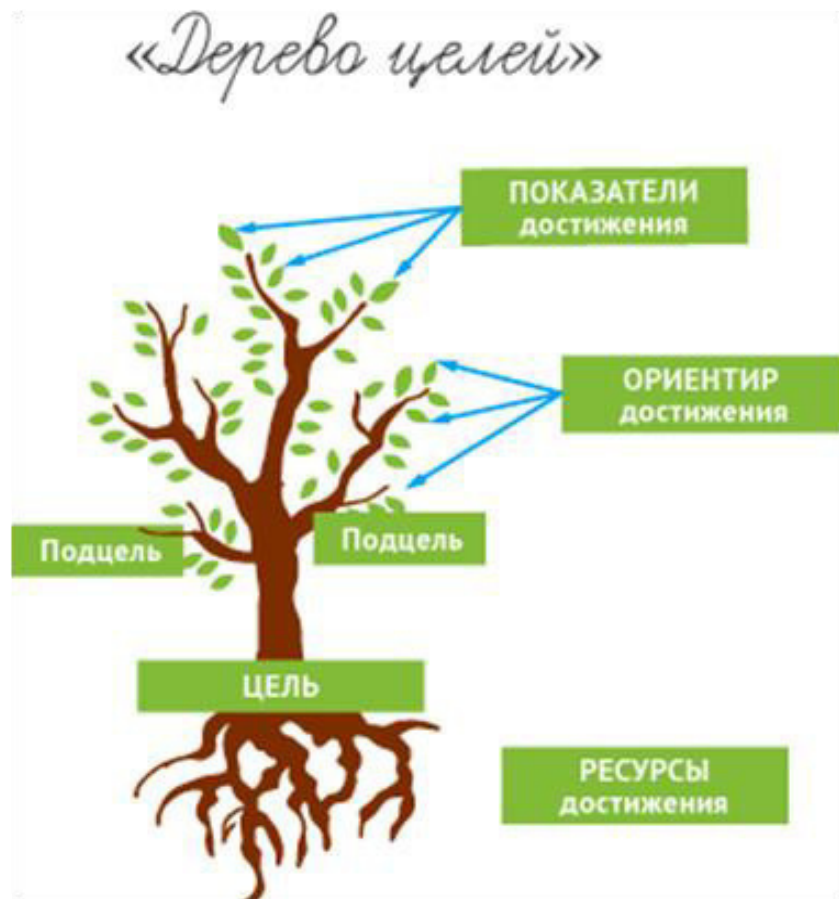 «Дерево целей»
ПОКАЗАТЕЛИ
достижения
ОРИЕНТИР
достижения
Подцель
Подцель
ЦЕЛЬ
РЕСУРСЫ
достижения